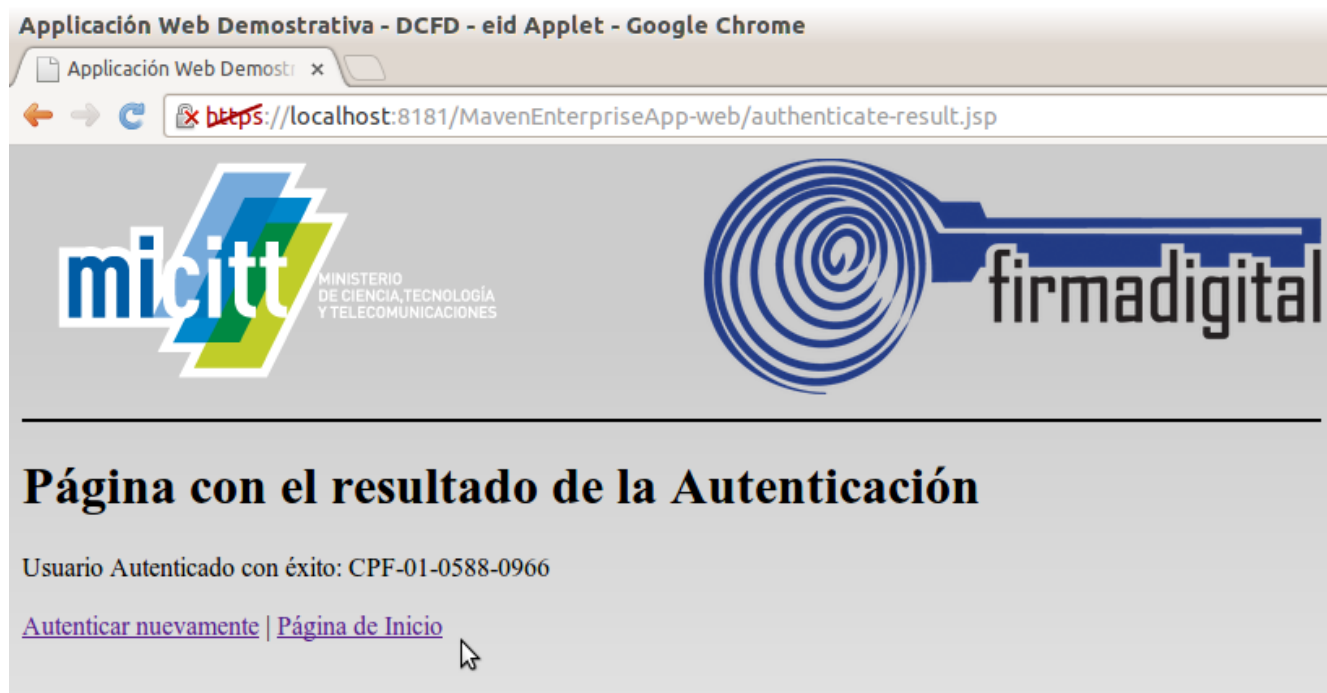 Applicación Web Demostrativa - DCFD - eid Applet - Google Chrome
Applicación Web Demostr
https://localhost:8181/MavenEnterpriseApp-web/authenticate-result.jsp
micitt
MINISTERIO
DE CIENCIA,TECNOLOGÍA
Y TELECOMUNICACIONES
firmadigital
Página con el resultado de la Autenticación
Usuario Autenticado con éxito: CPF-01-0588-0966
Autenticar nuevamente | Página de Inicio